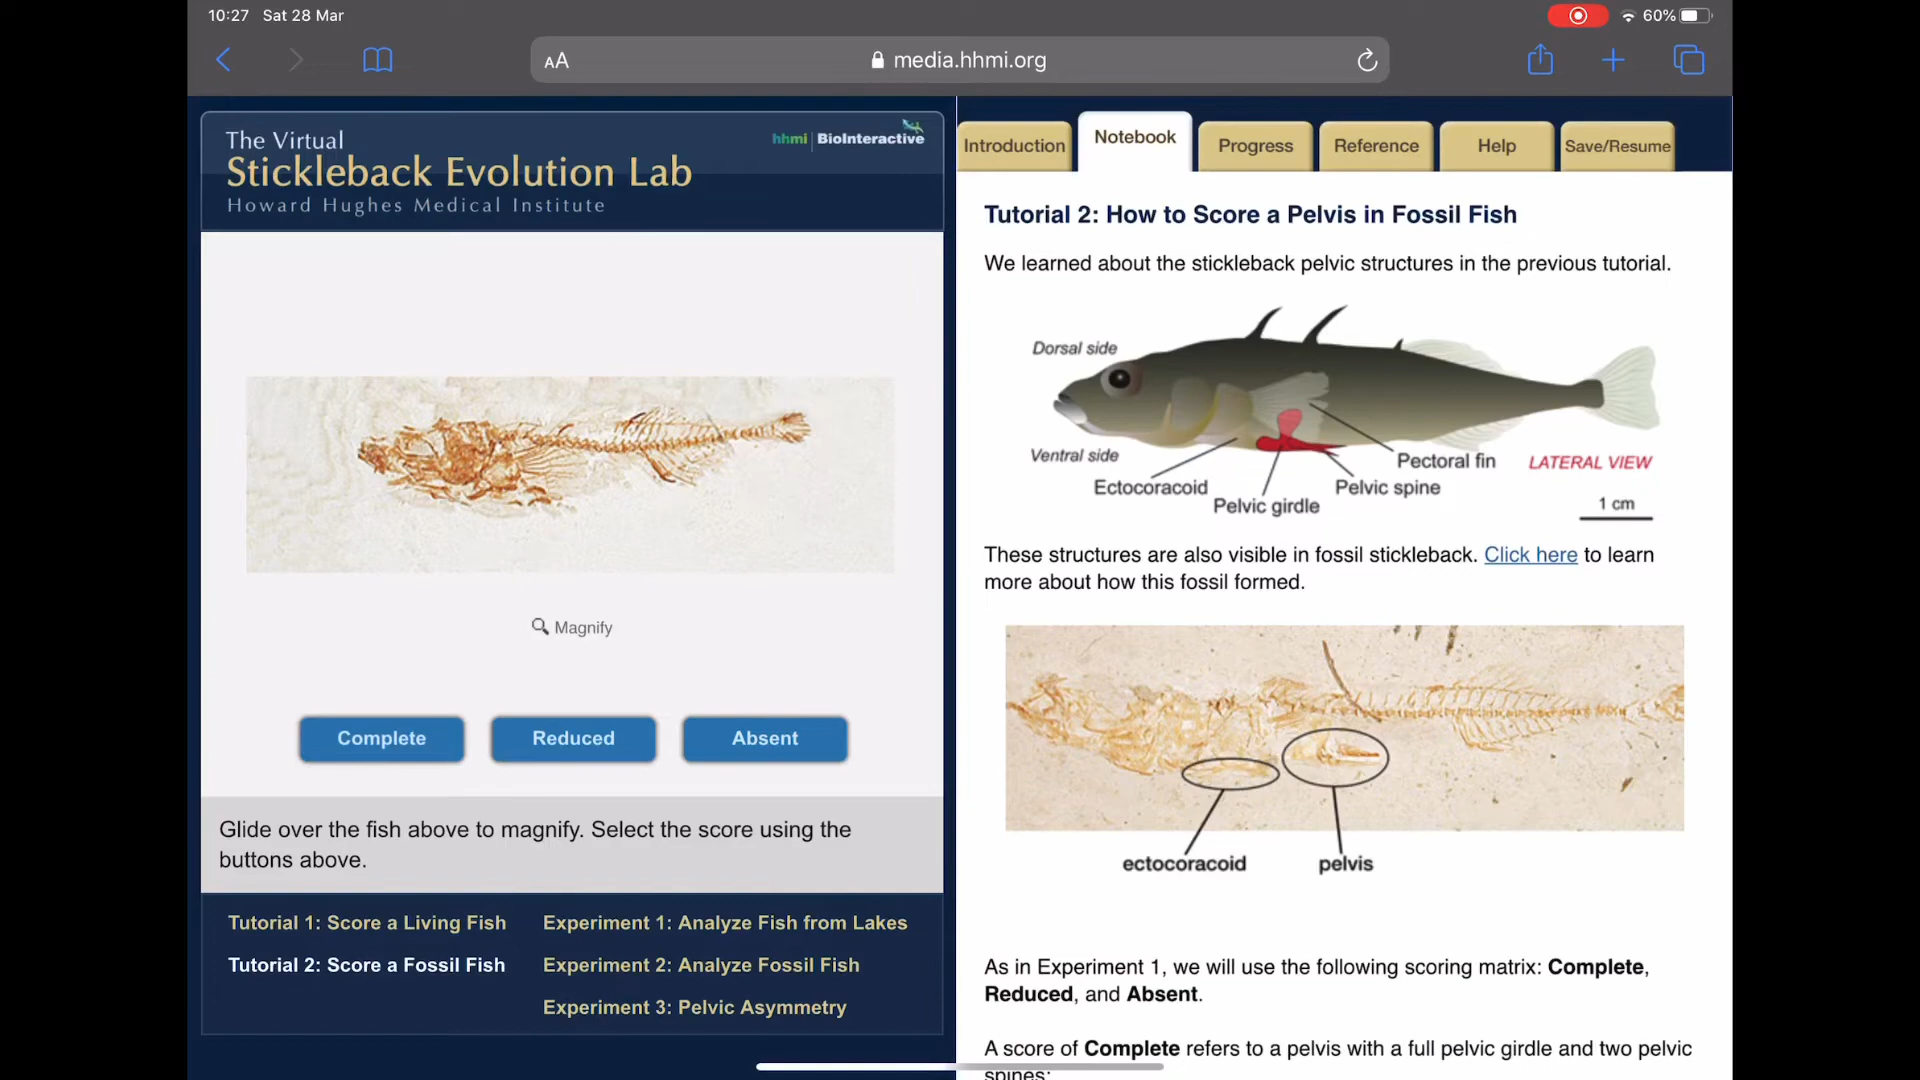 10:27 Sat 28 Mar
60%
AA
media.hhmi.org
The Virtual
Stickleback Evolution Lab
Howard Hughes Medical Institute
hhmi BioInteractive
Magnify
Complete
Reduced
Absent
Glide over the fish above to magnify. Select the score using the
buttons above.
Tutorial 1: Score a Living Fish
Tutorial 2: Score a Fossil Fish
Experiment 1: Analyze Fish from Lakes
Experiment 2: Analyze Fossil Fish
Experiment 3: Pelvic Asymmetry
Introduction
Notebook
Progress
Reference
Help
Save/Resume
Tutorial 2: How to Score a Pelvis in Fossil Fish
We learned about the stickleback pelvic structures in the previous tutorial.
Dorsal side
Ventral side
Ectocoracoid
Pelvic girdle
Pelvic spine
Pectoral fin
LATERAL VIEW
1 cm
These structures are also visible in fossil stickleback. Click here to learn
more about how this fossil formed.
ectocoracoid
pelvis
As in Experiment 1, we will use the following scoring matrix: Complete,
Reduced, and Absent.
A score of Complete refers to a pelvis with a full pelvic girdle and two pelvic
spines: